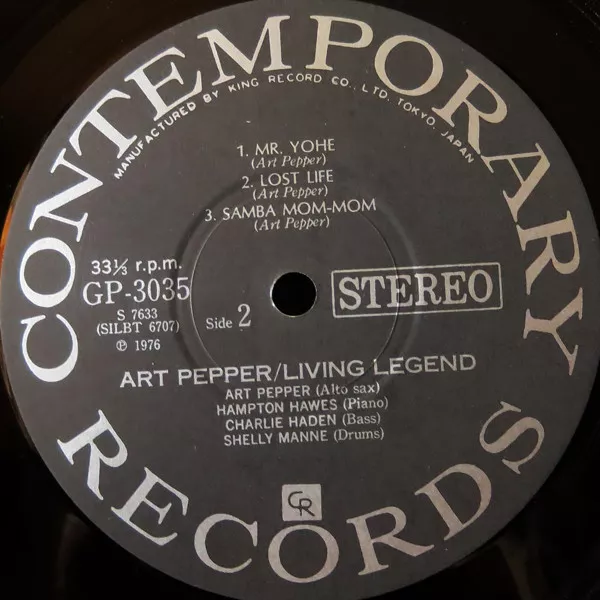 CONTEMPORARY
MANUFACTURED BY KING RECORD CO., LTD. TOKYO, JAPAN
1. MR. YOHE
(Art Pepper)
2. LOST LIFE
(Art Pepper)
3. SAMBA MOM-MOM
(Art Pepper)
33⅓ r.p.m.
GP-3035
S 7633
(SILBT 6707)
℗ 1976
Side 2
STEREO
ART PEPPER/LIVING LEGEND
ART PEPPER (Alto sax)
HAMPTON HAWES (Piano)
CHARLIE HADEN (Bass)
SHELLY MANNE (Drums)
CR
RECORDS